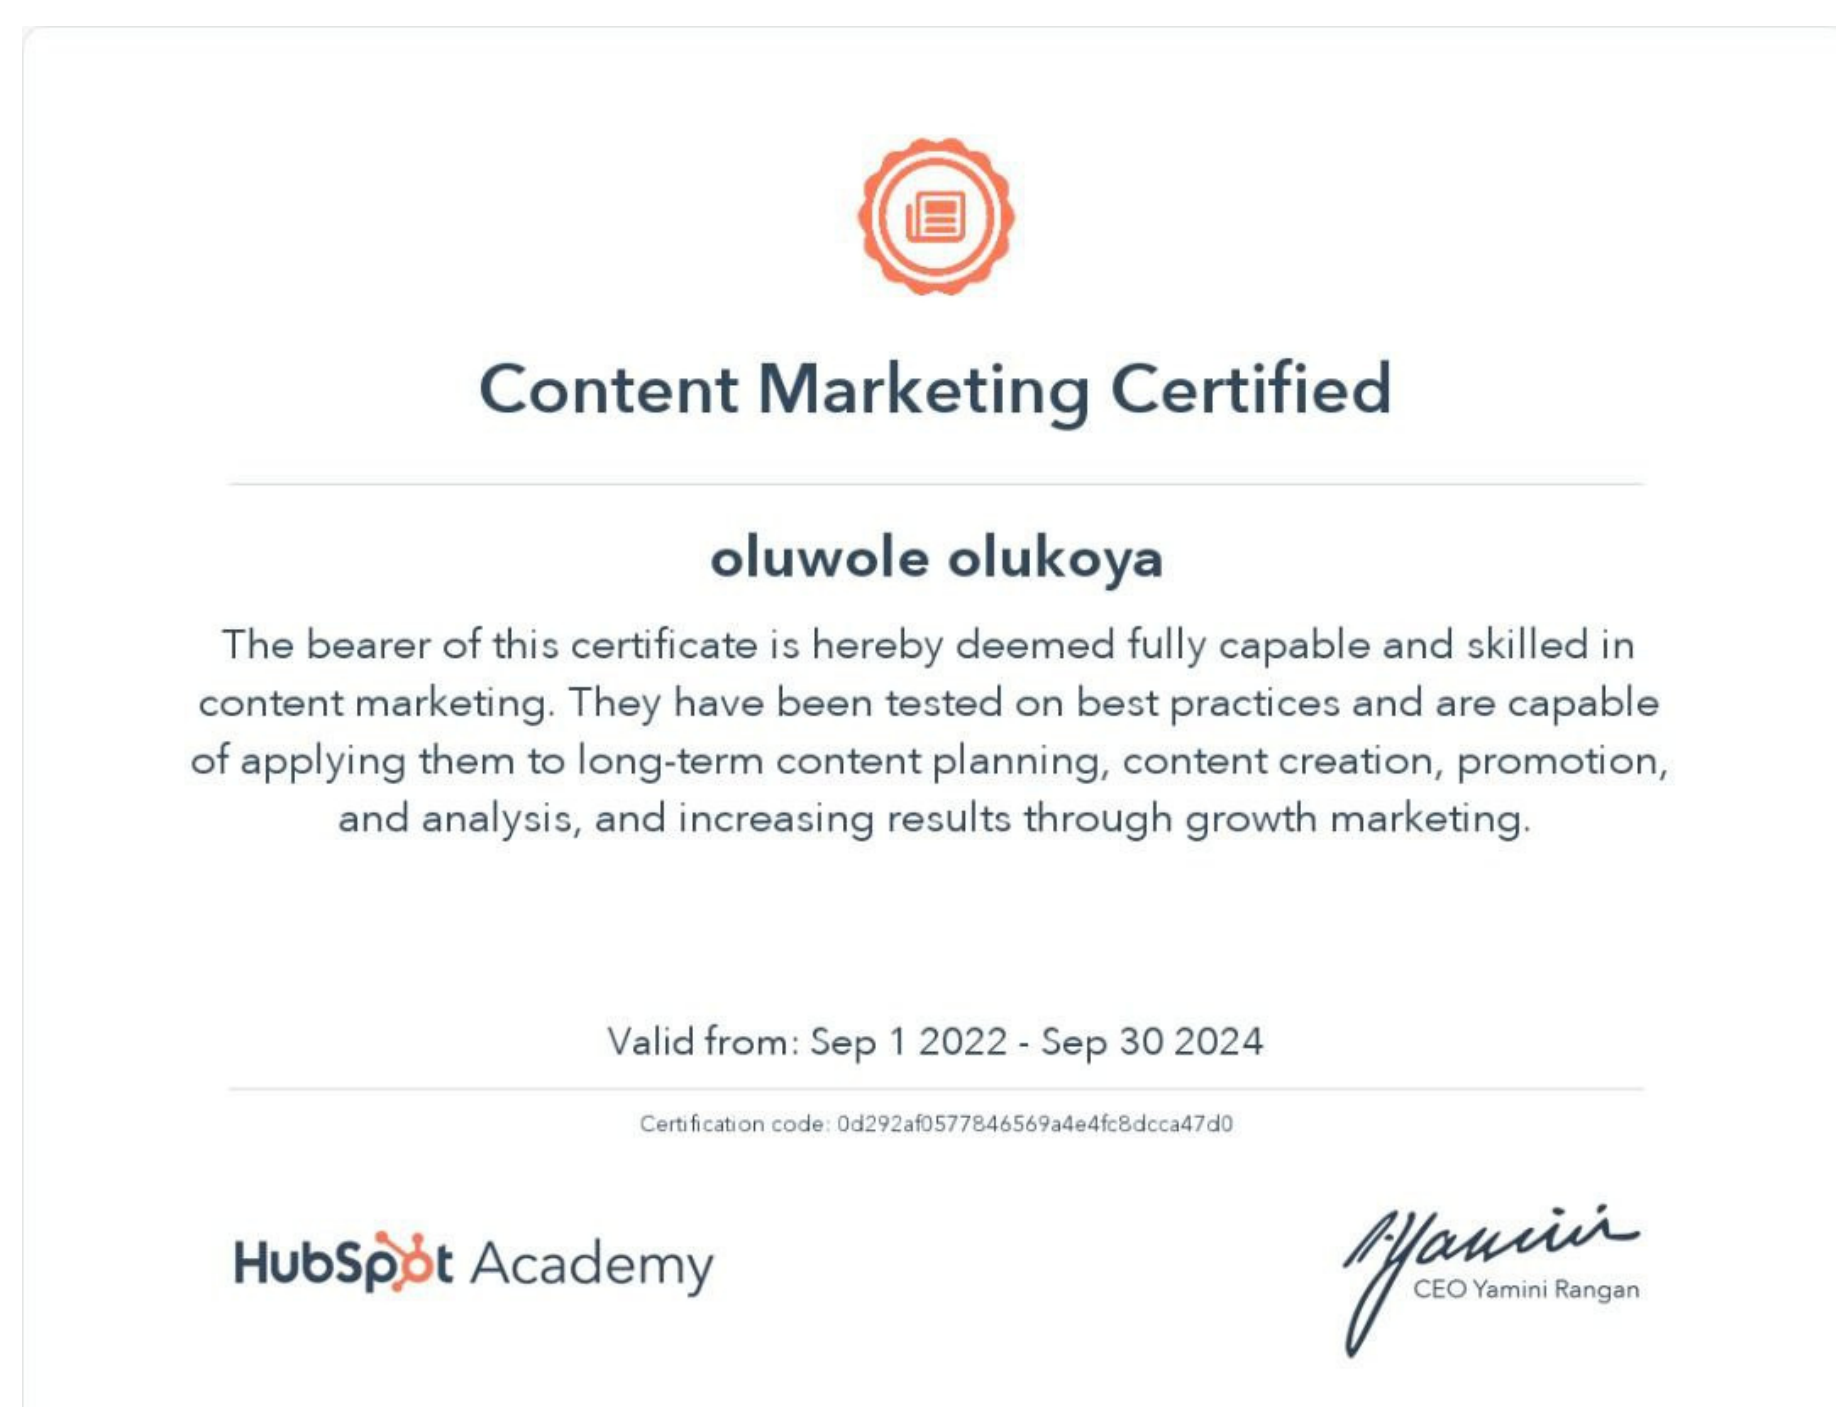 Content Marketing Certified
oluwole olukoya
The bearer of this certificate is hereby deemed fully capable and skilled in
content marketing. They have been tested on best practices and are capable
of applying them to long-term content planning, content creation, promotion,
and analysis, and increasing results through growth marketing.
Valid from: Sep 1 2022 - Sep 30 2024
Certification code: 0d292af0577846569a4e4fc8dcca47d0
HubSpot Academy
Yamini
CEO Yamini Rangan